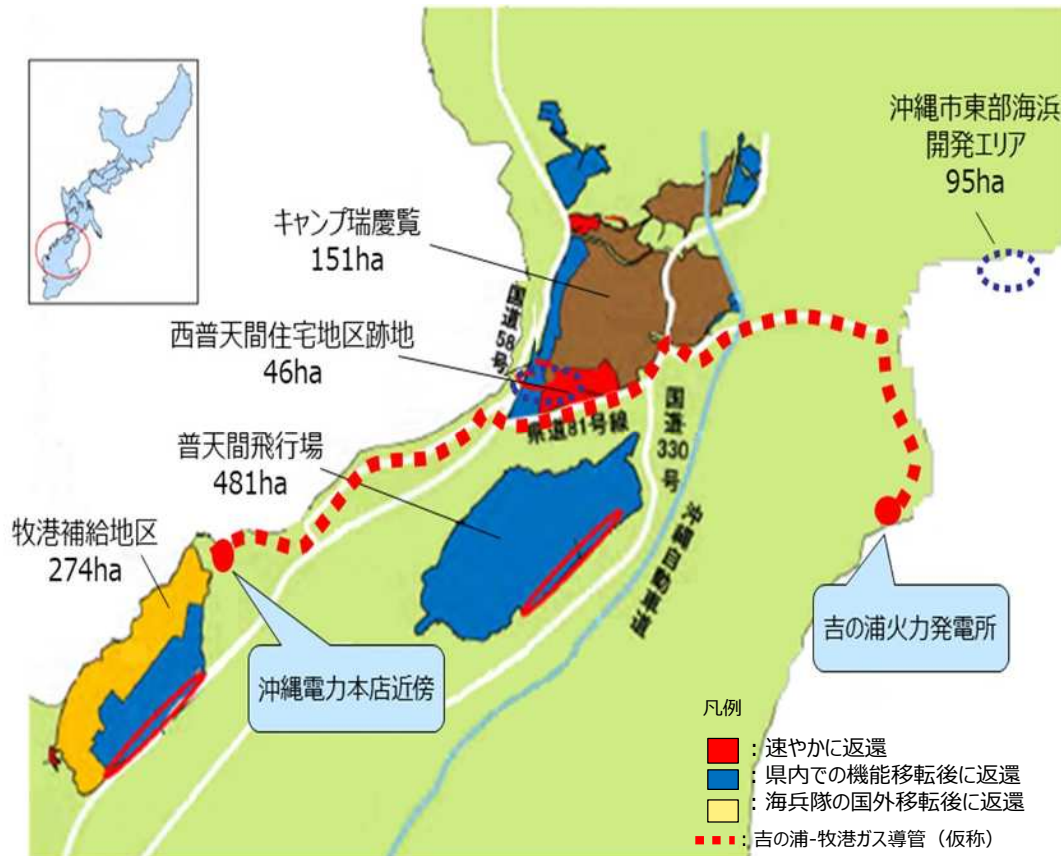 沖縄市東部海浜
開発エリア
95ha
キャンプ瑞慶覧
151ha
国道58号
西普天間住宅地区跡地
46ha
県道81号線
国道330号
普天間飛行場
481ha
沖縄自動車道
牧港補給地区
274ha
吉の浦火力発電所
沖縄電力本店近傍
凡例
：速やかに返還
：県内での機能移転後に返還
：海兵隊の国外移転後に返還
：吉の浦-牧港ガス導管（仮称）